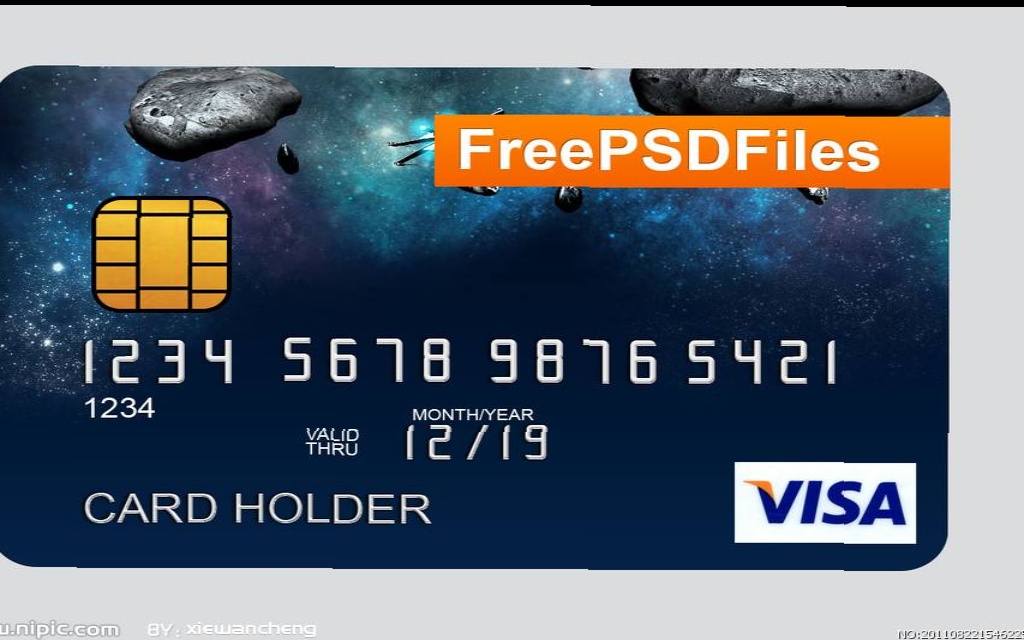 FreePSDFiles
1234 5678 9876 5421
1234
MONTH/YEAR
VALID THRU 12/19
CARD HOLDER
VISA
u.nipic.com BY: xiewancheng